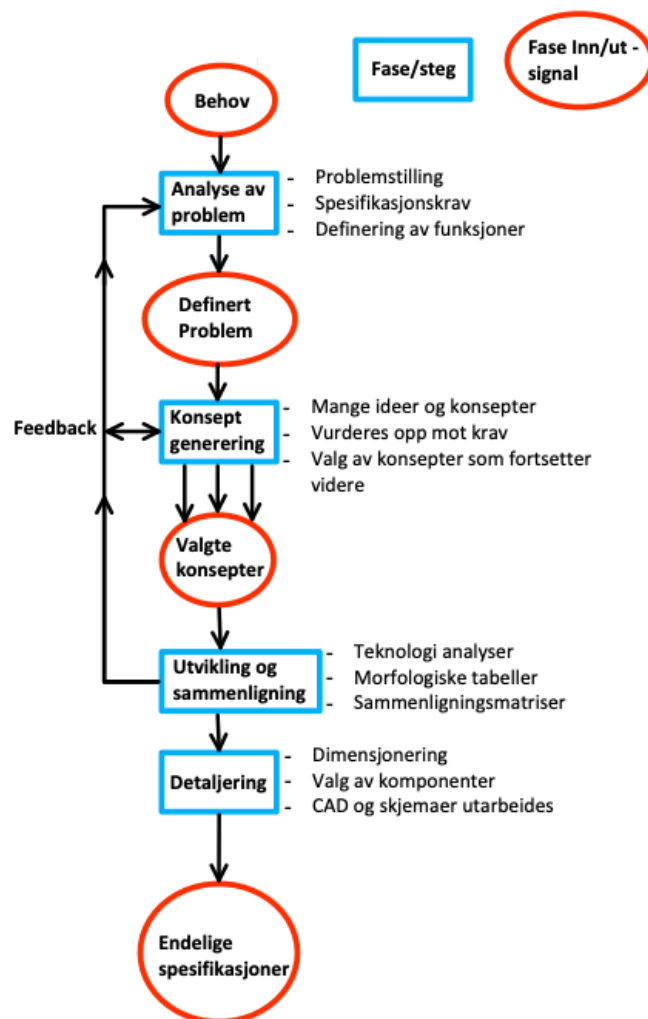 Fase/steg
Fase Inn/ut -
signal
Behov
Analyse av
problem
- Problemstilling
- Spesifikasjonskrav
- Definering av funksjoner
Definert
Problem
Feedback
Konsept
generering
- Mange ideer og konsepter
- Vurderes opp mot krav
- Valg av konsepter som fortsetter
videre
Valgte
konsepter
Utvikling og
sammenligning
- Teknologi analyser
- Morfologiske tabeller
- Sammenligningsmatriser
Detaljering
- Dimensjonering
- Valg av komponenter
- CAD og skjemaer utarbeides
Endelige
spesifikasjoner